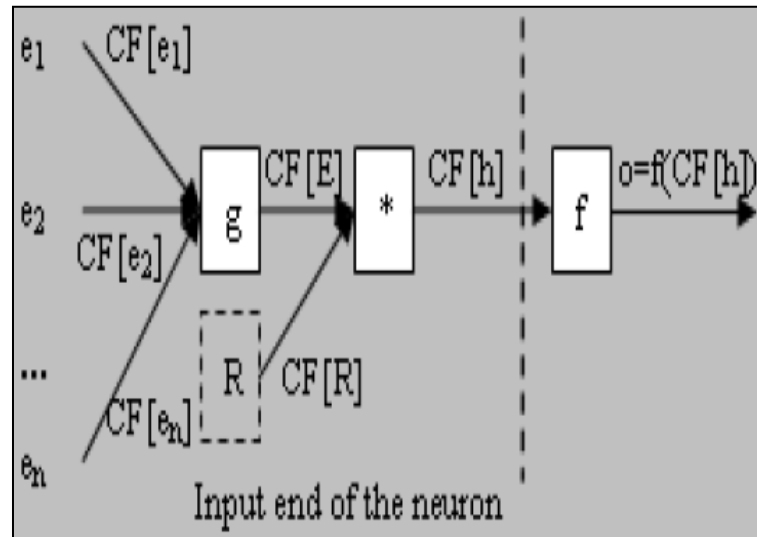 e1 CF[e1]
e2 CF[E] CF[h] o=f(CF[h])
g * f
CF[e2]
... R CF[R]
CF[en]
en
Input end of the neuron